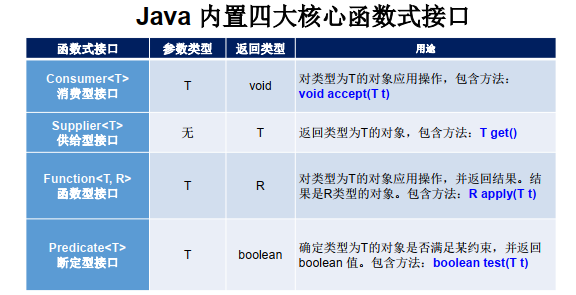 Java 内置四大核心函数式接口
函数式接口 参数类型 返回类型 用途
Consumer<T>
消费型接口
T
void
对类型为T的对象应用操作，包含方法：
void accept(T t)
Supplier<T>
供给型接口
无
T
返回类型为T的对象，包含方法：T get()
Function<T, R>
函数型接口
T
R
对类型为T的对象应用操作，并返回结果。结
果是R类型的对象。包含方法：R apply(T t)
Predicate<T>
断定型接口
T
boolean
确定类型为T的对象是否满足某约束，并返回
boolean 值。包含方法：boolean test(T t)